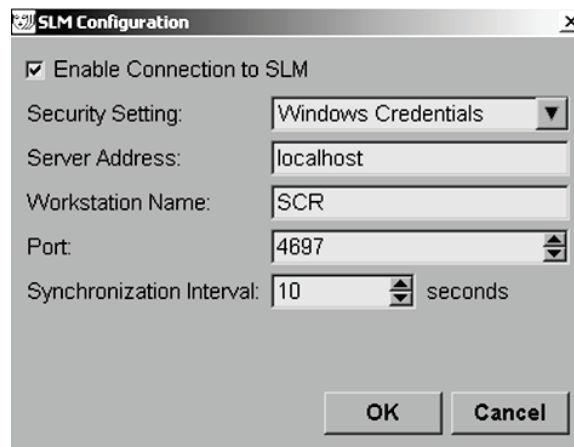 SLM Configuration
Enable Connection to SLM
Security Setting: Windows Credentials
Server Address: localhost
Workstation Name: SCR
Port: 4697
Synchronization Interval: 10 seconds
OK Cancel